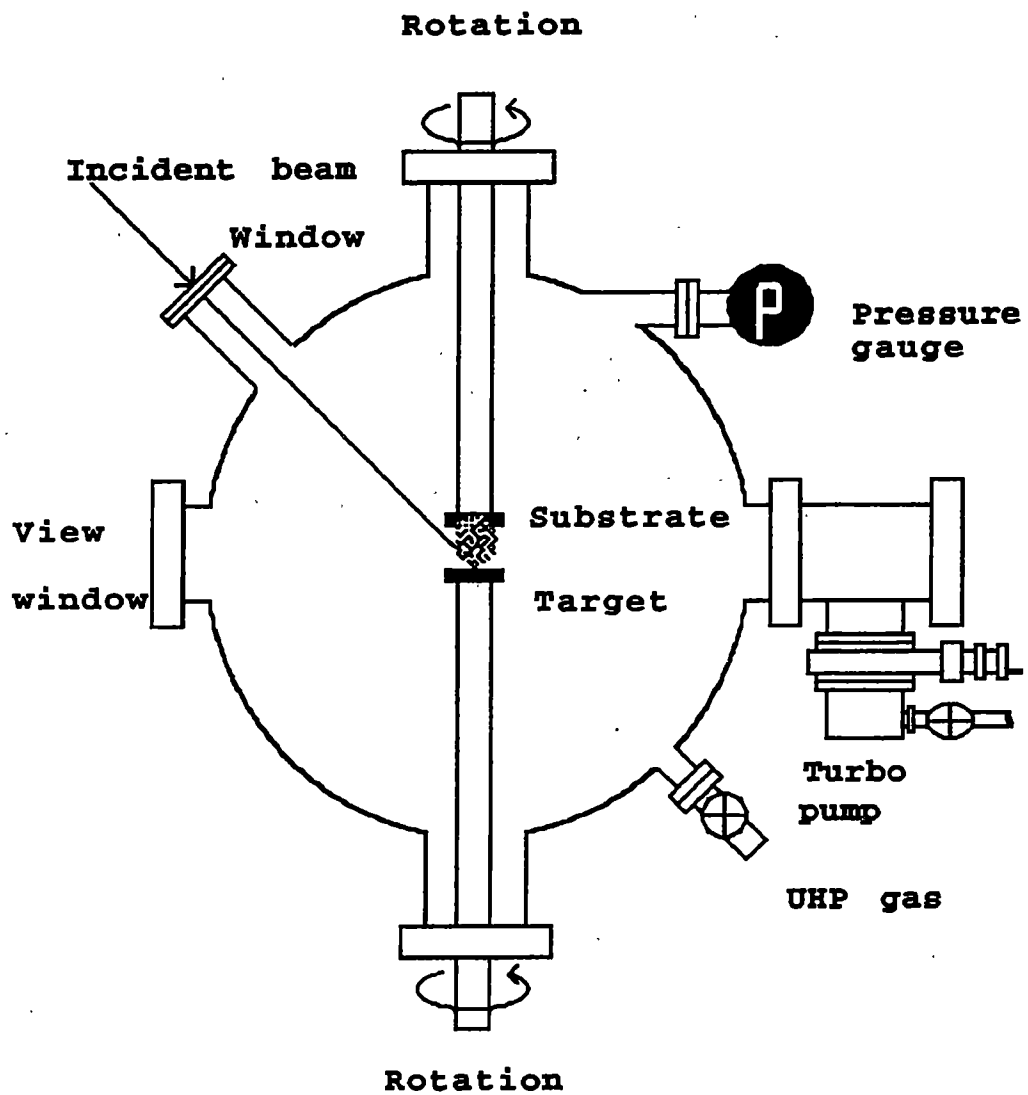 Rotation
Incident beam
Window
P
Pressure
gauge
View
window
Substrate
Target
Turbo
pump
UHP gas
Rotation